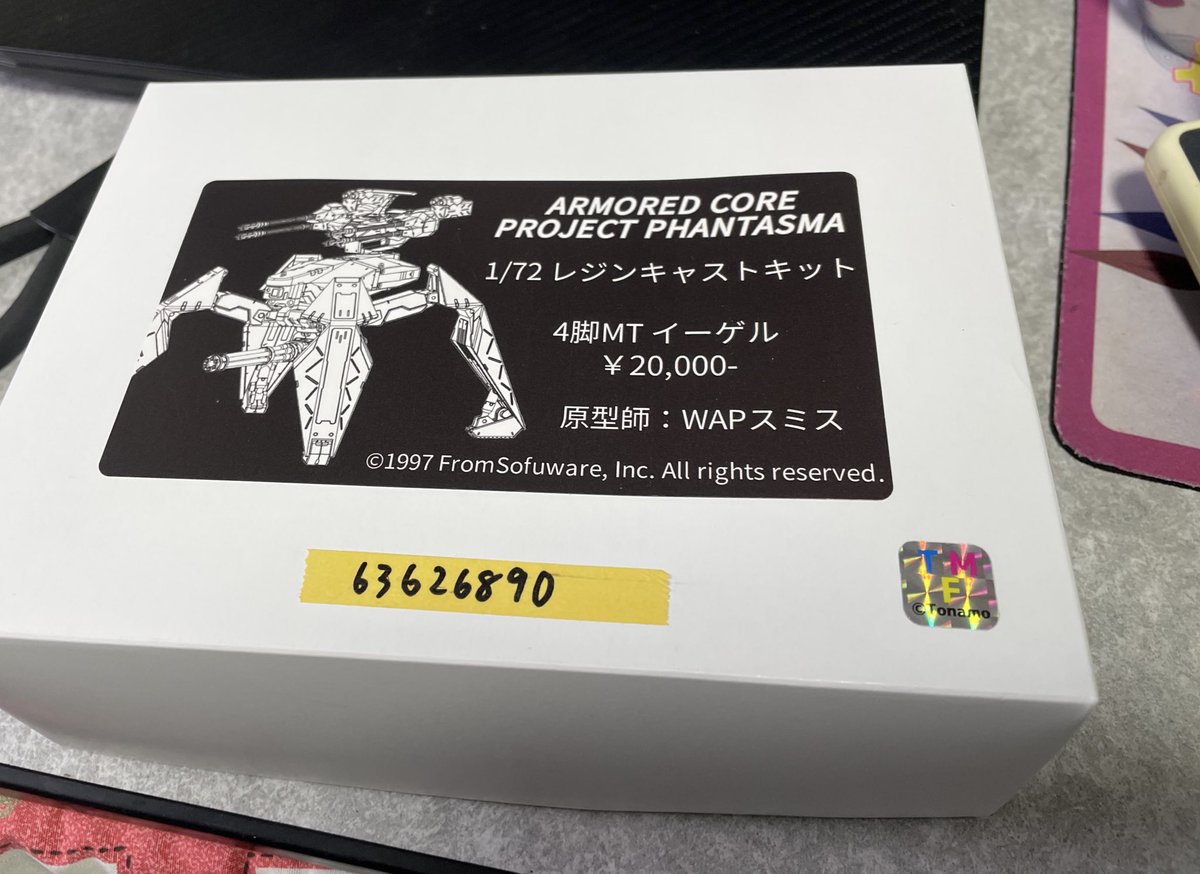 ARMORED CORE
PROJECT PHANTASMA
1/72 レジンキャストキット
4脚MT イーゲル
￥20,000-
原型師：WAPスミス
©1997 FromSofuware, Inc. All rights reserved.
63626890
T M
F
©Tonamo